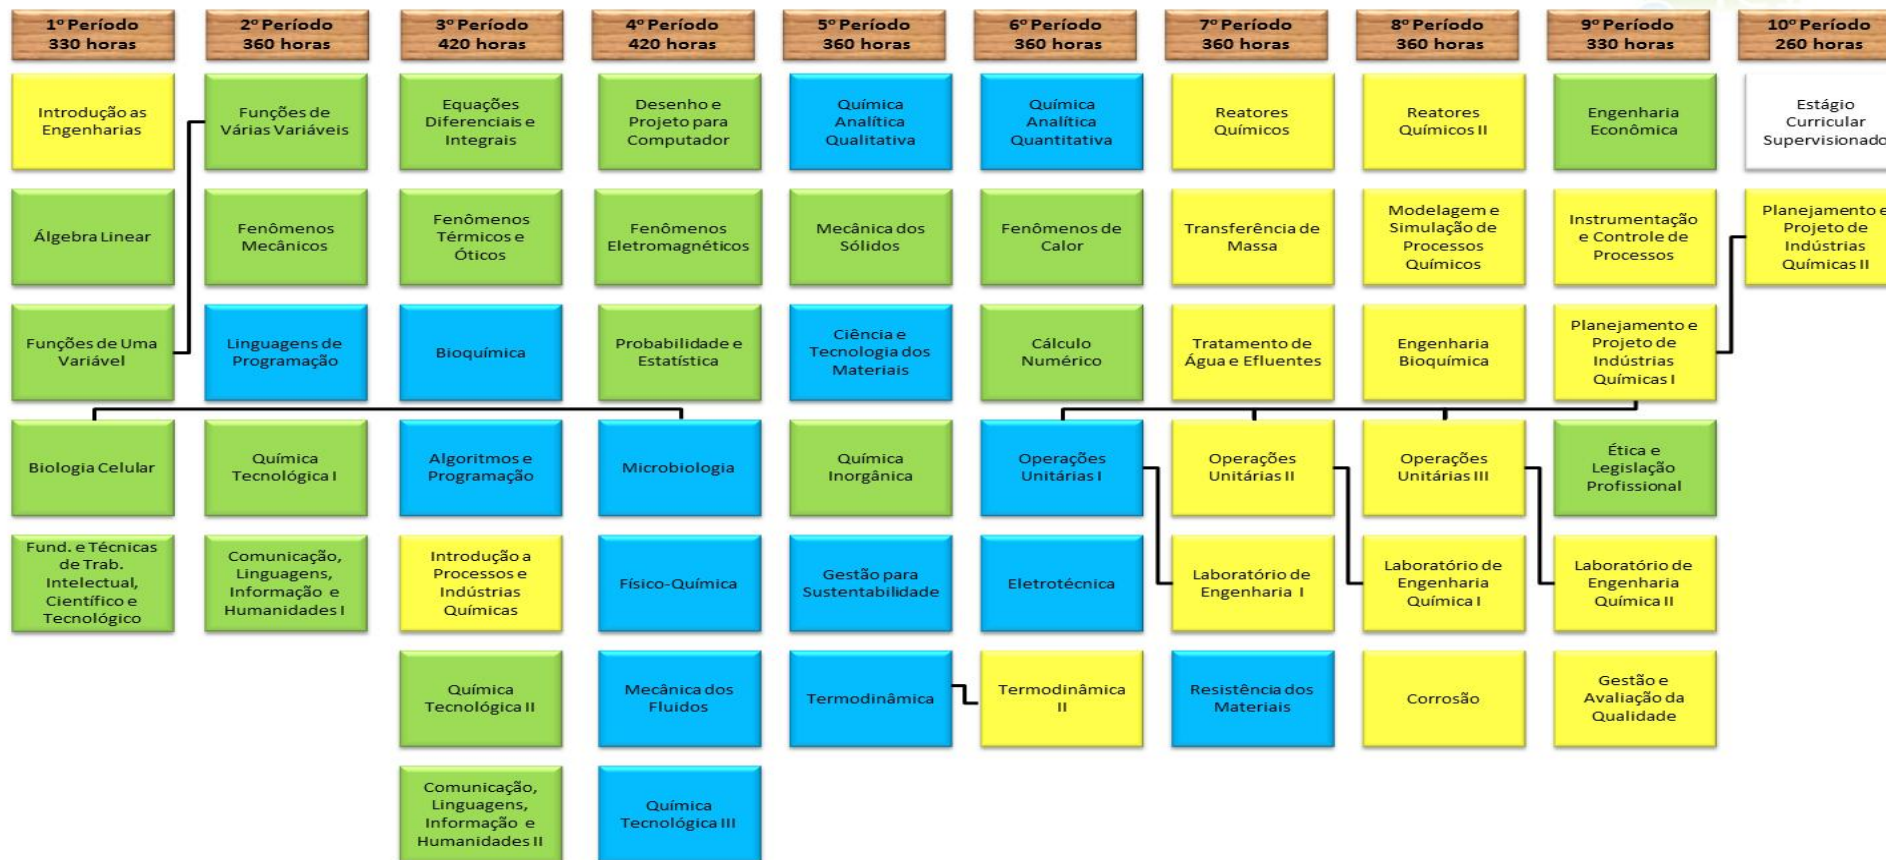 1º Período
330 horas
2º Período
360 horas
3º Período
420 horas
4º Período
420 horas
5º Período
360 horas
6º Período
360 horas
7º Período
360 horas
8º Período
360 horas
9º Período
330 horas
10º Período
260 horas
Introdução as
Engenharias
Funções de
Várias Variáveis
Equações
Diferenciais e
Integrais
Desenho e
Projeto para
Computador
Química
Analítica
Qualitativa
Química
Analítica
Quantitativa
Reatores
Químicos
Reatores
Químicos II
Engenharia
Econômica
Estágio
Curricular
Supervisionado
Álgebra Linear
Fenômenos
Mecânicos
Fenômenos
Térmicos e
Óticos
Fenômenos
Eletromagnéticos
Mecânica dos
Sólidos
Fenômenos de
Calor
Transferência de
Massa
Modelagem e
Simulação de
Processos
Químicos
Instrumentação
e Controle de
Processos
Planejamento e
Projeto de
Indústrias
Químicas II
Funções de Uma
Variável
Linguagens de
Programação
Bioquímica
Probabilidade e
Estatística
Ciência e
Tecnologia dos
Materiais
Cálculo
Numérico
Tratamento de
Água e Efluentes
Engenharia
Bioquímica
Planejamento e
Projeto de
Indústrias
Químicas I
Biologia Celular
Química
Tecnológica I
Algoritmos e
Programação
Microbiologia
Química
Inorgânica
Operações
Unitárias I
Operações
Unitárias II
Operações
Unitárias III
Ética e
Legislação
Profissional
Fund. e Técnicas
de Trab.
Intelectual,
Científico e
Tecnológico
Comunicação,
Linguagens,
Informação e
Humanidades I
Introdução a
Processos e
Indústrias
Químicas
Físico-Química
Gestão para
Sustentabilidade
Eletrotécnica
Laboratório de
Engenharia I
Laboratório de
Engenharia
Química I
Laboratório de
Engenharia
Química II
Química
Tecnológica II
Mecânica dos
Fluidos
Termodinâmica
Termodinâmica
II
Resistência dos
Materiais
Corrosão
Gestão e
Avaliação da
Qualidade
Comunicação,
Linguagens,
Informação e
Humanidades II
Química
Tecnológica III